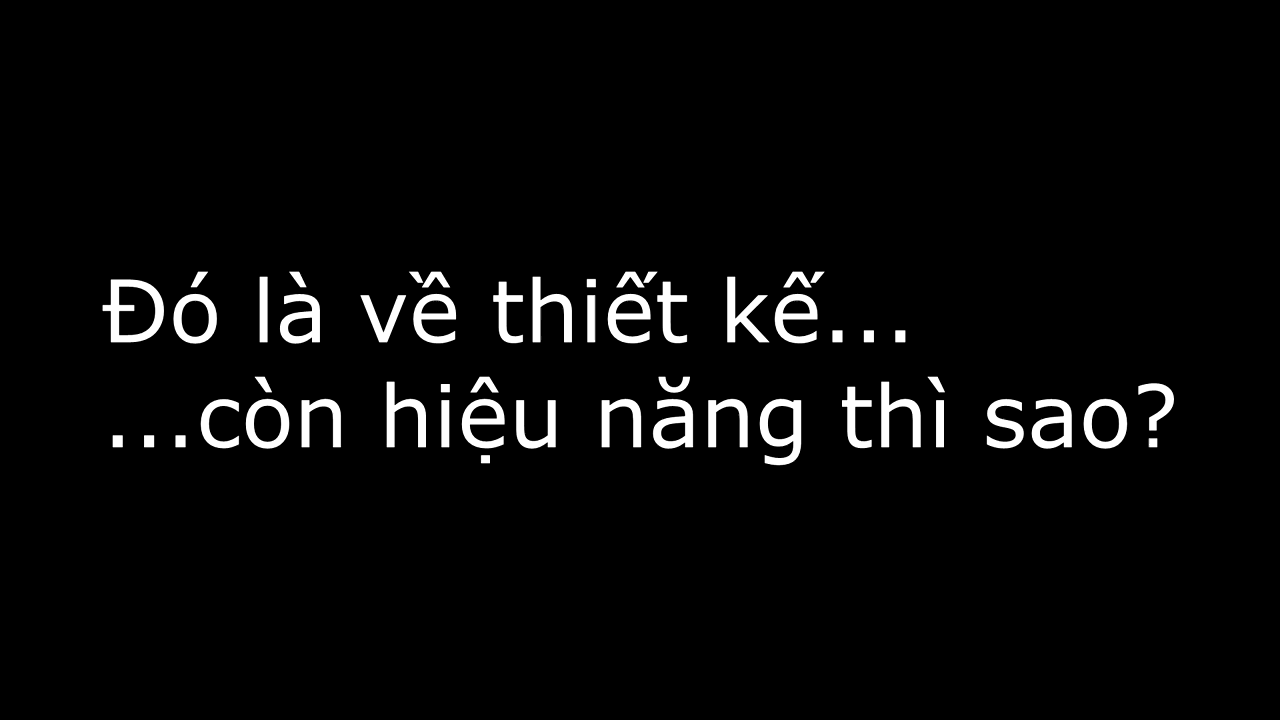 Đó là về thiết kế...
...còn hiệu năng thì sao?